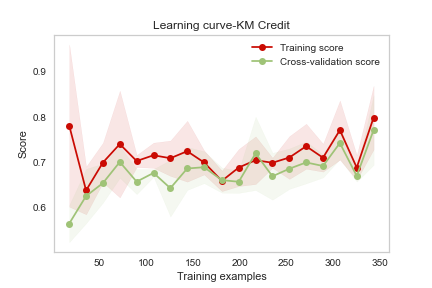 Learning curve-KM Credit
Training score
Cross-validation score
Score
0.9
0.8
0.7
0.6
50
100
150
200
250
300
350
Training examples